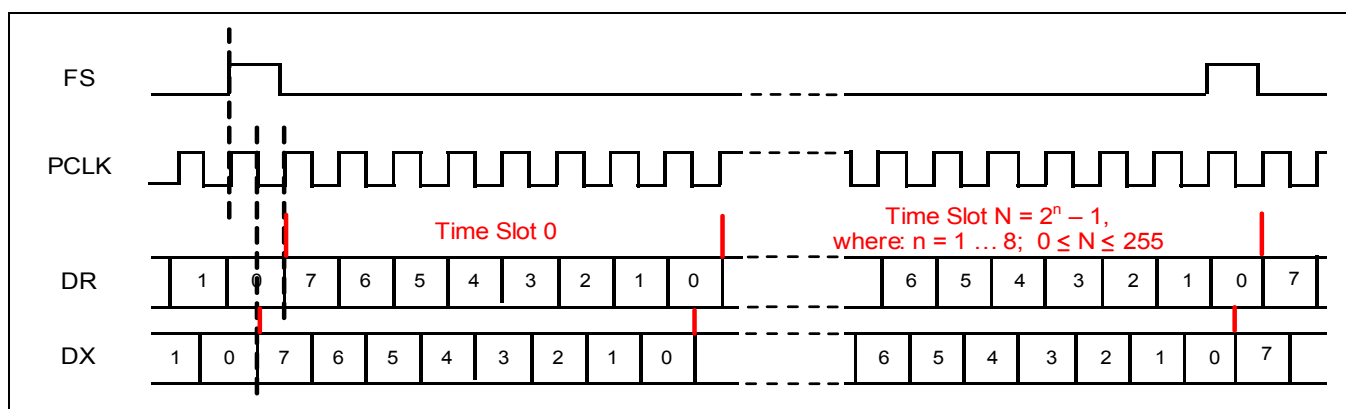 FS
PCLK
Time Slot 0
Time Slot N = 2ⁿ – 1,
where: n = 1 … 8; 0 ≤ N ≤ 255
DR 1 0 7 6 5 4 3 2 1 0 6 5 4 3 2 1 0 7
DX 1 0 7 6 5 4 3 2 1 0 6 5 4 3 2 1 0 7